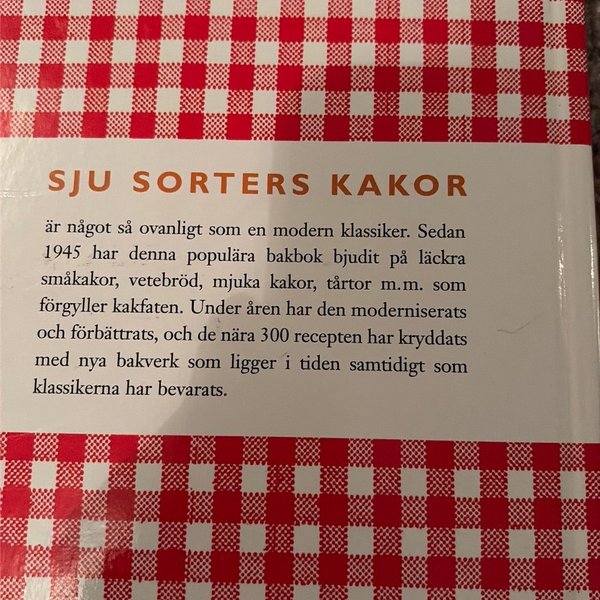 SJU SORTERS KAKOR
är något så ovanligt som en modern klassiker. Sedan
1945 har denna populära bakbok bjudit på läckra
småkakor, vetebröd, mjuka kakor, tårtor m.m. som
förgyller kakfaten. Under åren har den moderniserats
och förbättrats, och de nära 300 recepten har kryddats
med nya bakverk som ligger i tiden samtidigt som
klassikerna har bevarats.